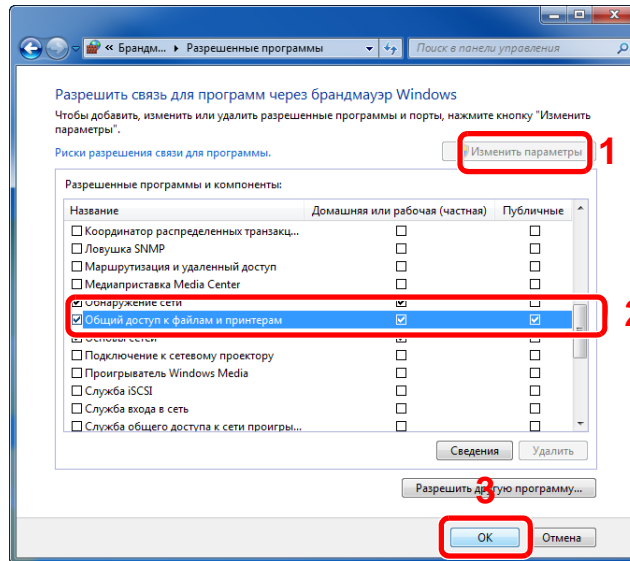 « Брандм... ▸ Разрешенные программы
Поиск в панели управления
Разрешить связь для программ через брандмауэр Windows
Чтобы добавить, изменить или удалить разрешенные программы и порты, нажмите кнопку "Изменить
параметры".
Риски разрешения связи для программы.
Изменить параметры
1
Разрешенные программы и компоненты:
Название Домашняя или рабочая (частная) Публичные
Координатор распределенных транзакц...
Ловушка SNMP
Маршрутизация и удаленный доступ
Медиаприставка Media Center
Обнаружение сети
Общий доступ к файлам и принтерам
2
Основы сетей
Подключение к сетевому проектору
Проигрыватель Windows Media
Служба iSCSI
Служба входа в сеть
Служба общего доступа к сети проигры...
Сведения Удалить
Разрешить другую программу...
3
ОК Отмена